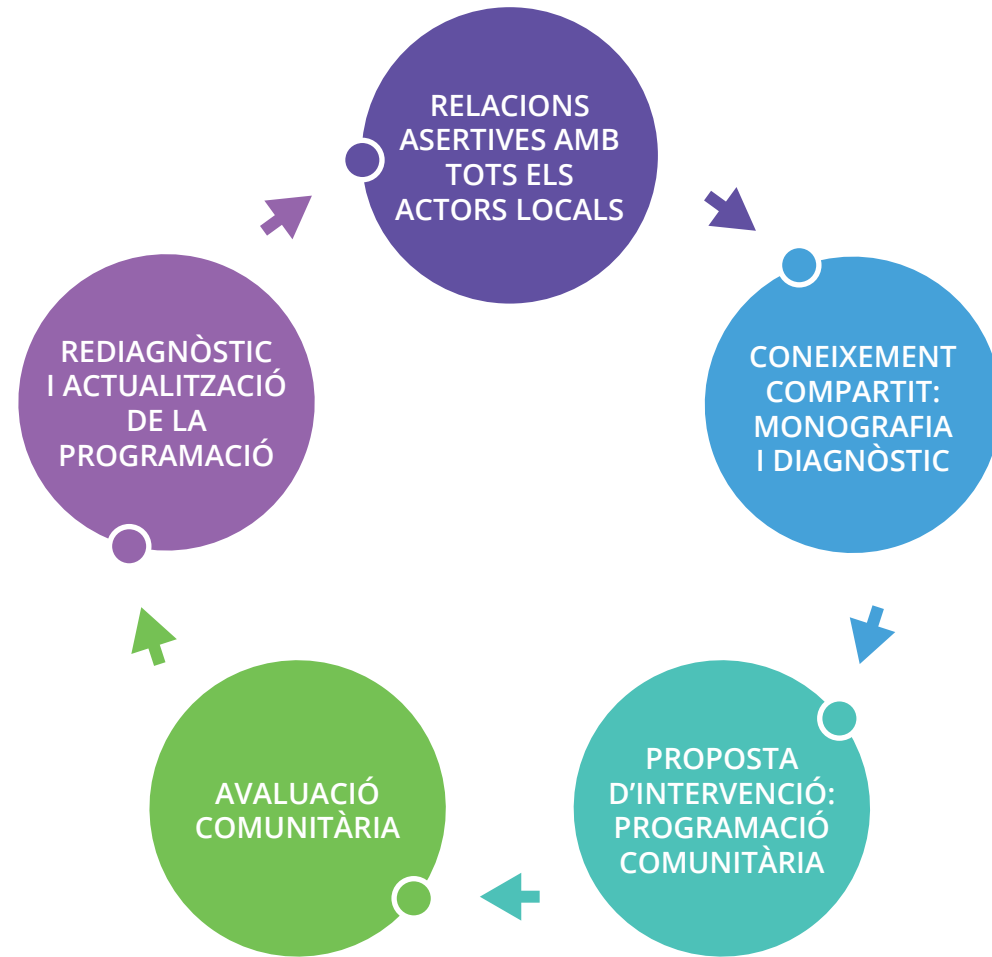 RELACIONS
ASERTIVES AMB
TOTS ELS
ACTORS LOCALS
CONEIXEMENT
COMPARTIT:
MONOGRAFIA
I DIAGNÒSTIC
PROPOSTA
D’INTERVENCIÓ:
PROGRAMACIÓ
COMUNITÀRIA
AVALUACIÓ
COMUNITÀRIA
REDIAGNÒSTIC
I ACTUALITZACIÓ
DE LA
PROGRAMACIÓ